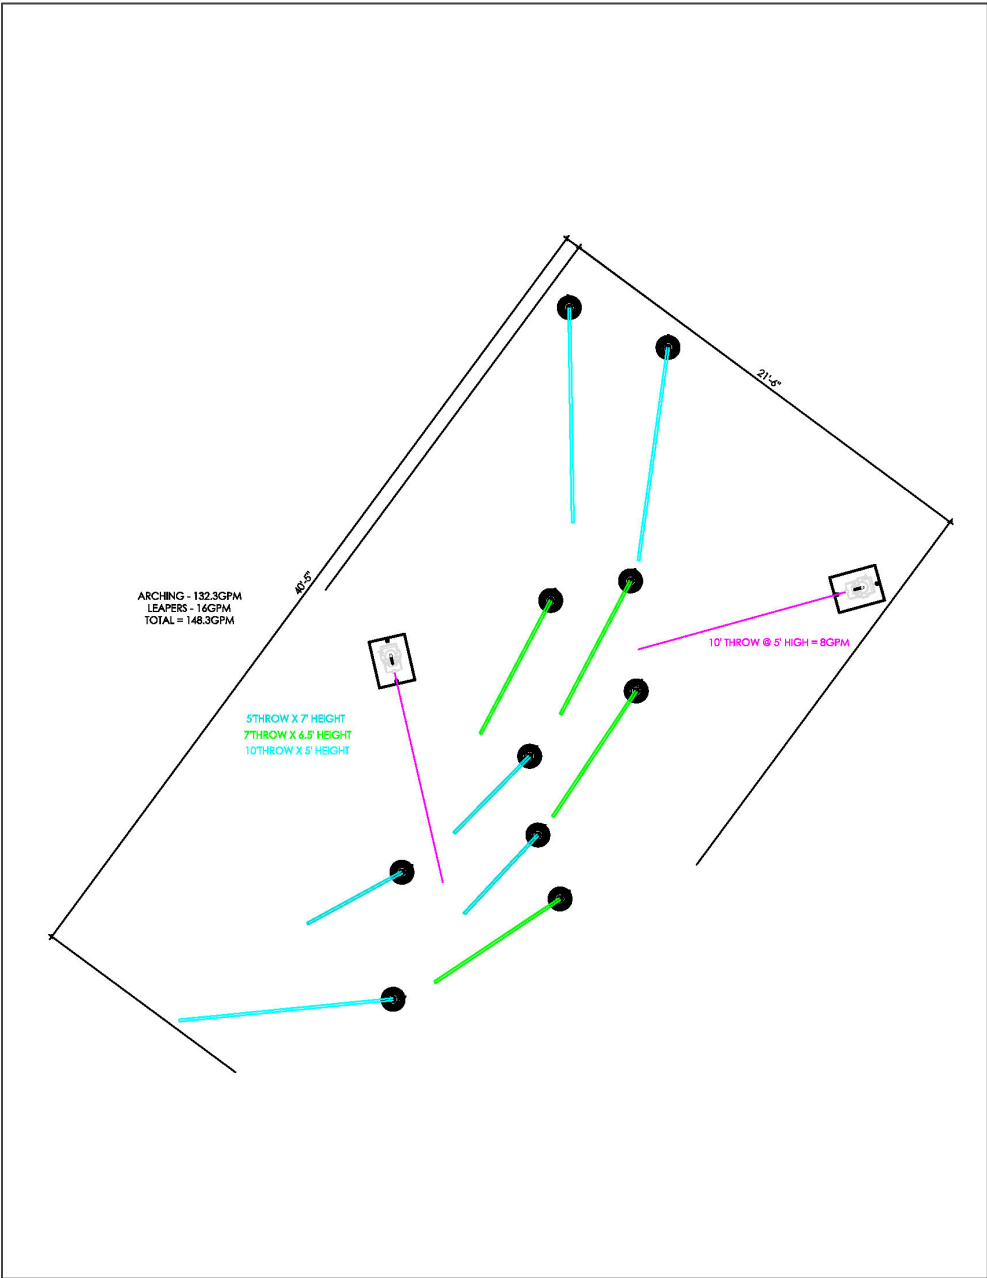 21'-6"
40'-5"
ARCHING - 132.3GPM
LEAPERS - 16GPM
TOTAL = 148.3GPM
10' THROW @ 5' HIGH = 8GPM
5'THROW X 7' HEIGHT
7'THROW X 6.5' HEIGHT
10'THROW X 5' HEIGHT